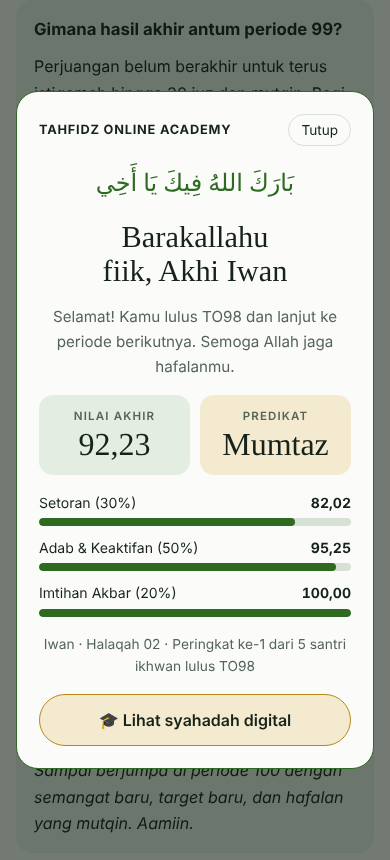 Gimana hasil akhir antum periode 99?
Perjuangan belum berakhir untuk terus
TAHFIDZ ONLINE ACADEMY
Tutup
بَارَكَ اللهُ فِيكَ يَا أَخِي
Barakallahu
fiik, Akhi Iwan
Selamat! Kamu lulus TO98 dan lanjut ke
periode berikutnya. Semoga Allah jaga
hafalanmu.
NILAI AKHIR
92,23
PREDIKAT
Mumtaz
Setoran (30%)
82,02
Adab & Keaktifan (50%)
95,25
Imtihan Akbar (20%)
100,00
Iwan · Halaqah 02 · Peringkat ke-1 dari 5 santri
ikhwan lulus TO98
🎓 Lihat syahadah digital
Sampai berjumpa di periode 100 dengan
semangat baru, target baru, dan hafalan
yang mutqin. Aamiin.